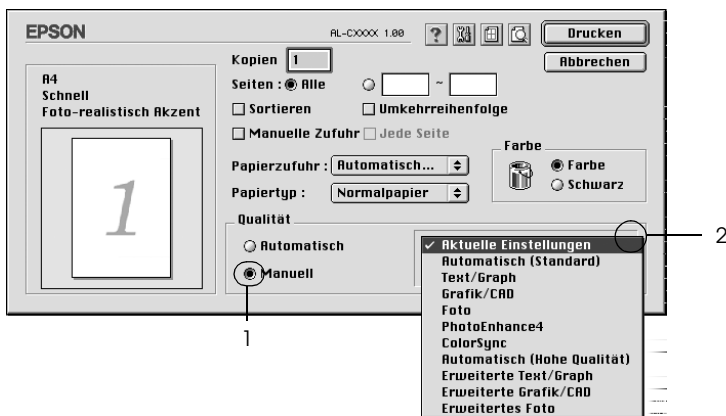 EPSON
AL-CXXXX 1.00
?
Drucken
Abbrechen
A4
Schnell
Foto-realistisch Akzent
1
Kopien 1
Seiten : Alle ~
Sortieren Umkehrreihenfolge
Manuelle Zufuhr Jede Seite
Papierzufuhr : Automatisch...
Papiertyp : Normalpapier
Farbe
Farbe
Schwarz
Qualität
Automatisch
Manuell
✓ Aktuelle Einstellungen
Automatisch (Standard)
Text/Graph
Grafik/CAD
Foto
PhotoEnhance4
ColorSync
Automatisch (Hohe Qualität)
Erweiterte Text/Graph
Erweiterte Grafik/CAD
Erweitertes Foto
1
2